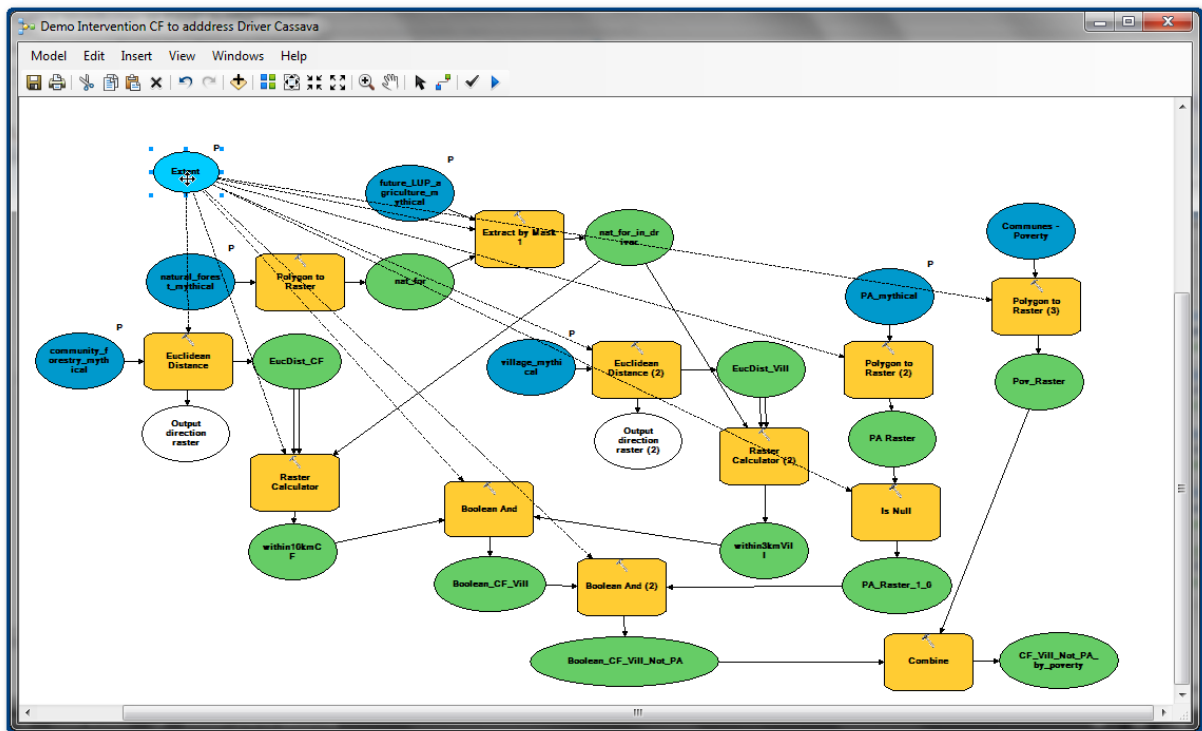 Demo Intervention CF to adddress Driver Cassava
Model Edit Insert View Windows Help
P
Extent
P
future_LUP_a
griculture_m
ythical
Extract by Mask
1
nat_for_in_dr
iver
Communes -
Poverty
P
natural_fores
t_mythical
Polygon to
Raster
nat_for
P
PA_mythical
Polygon to
Raster (3)
P
community_f
orestry_myt
hical
Euclidean
Distance
EucDist_CF
P
village_mythi
cal
Euclidean
Distance (2)
EucDist_Vill
Polygon to
Raster (2)
Pov_Raster
Output
direction
raster
Output
direction
raster (2)
Raster
Calculator (2)
PA Raster
Raster
Calculator
Boolean And
Is Null
within10kmC
F
within3kmVil
l
Boolean_CF_Vill
Boolean And (2)
PA_Raster_1_0
Boolean_CF_Vill_Not_PA
Combine
CF_Vill_Not_PA_
by_poverty